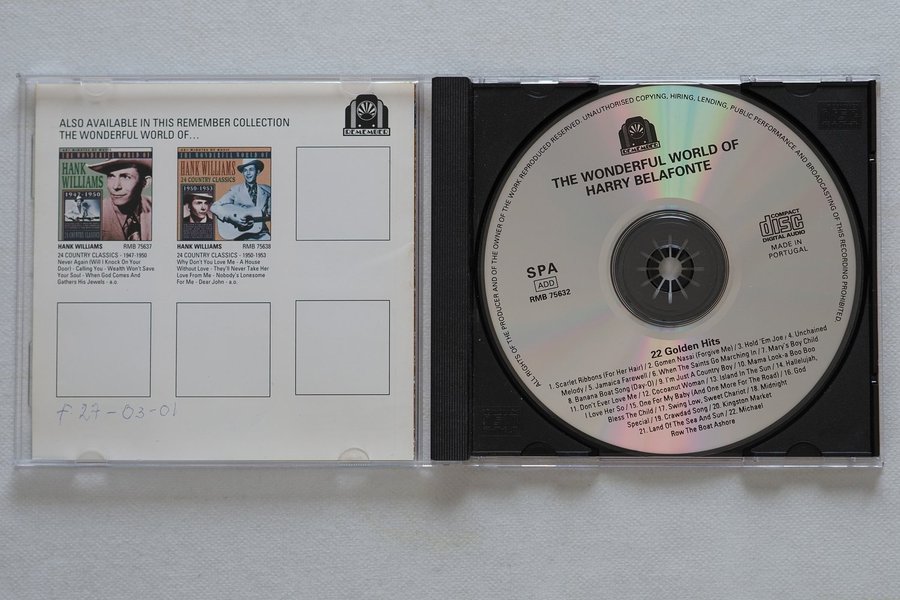 ALSO AVAILABLE IN THIS REMEMBER COLLECTION
THE WONDERFUL WORLD OF...
REMEMBER
THE WONDERFUL WORLD OF
HANK
WILLIAMS
1947-1950
THE WONDERFUL WORLD OF
HANK WILLIAMS
24 COUNTRY CLASSICS
1950-1953
HANK WILLIAMS RMB 75637
24 COUNTRY CLASSICS - 1947-1950
Never Again (Will I Knock On Your
Door) - Calling You - Wealth Won't Save
Your Soul - When God Comes And
Gathers His Jewels - a.o.
HANK WILLIAMS RMB 75638
24 COUNTRY CLASSICS - 1950-1953
Why Don't You Love Me - A House
Without Love - They'll Never Take Her
Love From Me - Nobody's Lonesome
For Me - Dear John - a.o.
F 27-03-01
ALL RIGHTS OF THE PRODUCER AND OF THE OWNER OF THE WORK REPRODUCED RESERVED. UNAUTHORISED COPYING, HIRING, LENDING, PUBLIC PERFORMANCE AND BROADCASTING OF THIS RECORDING PROHIBITED.
REMEMBER
THE WONDERFUL WORLD OF
HARRY BELAFONTE
COMPACT
disc
DIGITAL AUDIO
MADE IN
PORTUGAL
SPA
ADD
RMB 75632
22 Golden Hits
1. Scarlet Ribbons (For Her Hair) / 2. Gomen Nasai (Forgive Me) / 3. Hold 'Em Joe / 4. Unchained
Melody / 5. Jamaica Farewell / 6. When The Saints Go Marching In / 7. Mary's Boy Child
8. Banana Boat Song (Day-O) / 9. I'm Just A Country Boy / 10. Mama Look-a Boo Boo
11. Don't Ever Love Me / 12. Cocoanut Woman / 13. Island In The Sun / 14. Hallelujah,
I Love Her So / 15. One For My Baby (And One More For The Road) / 16. God
Bless The Child / 17. Swing Low, Sweet Chariot / 18. Midnight
Special / 19. Crawdad Song / 20. Kingston Market
21. Land Of The Sea And Sun / 22. Michael
Row The Boat Ashore